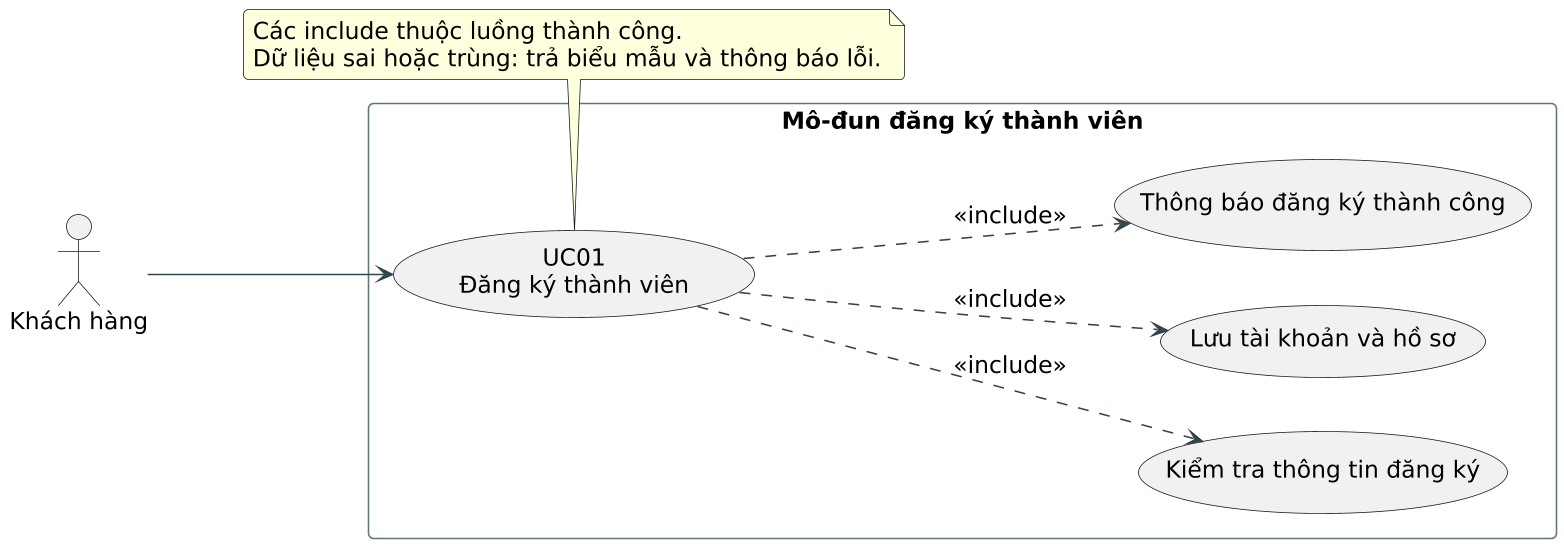 Các include thuộc luồng thành công.
Dữ liệu sai hoặc trùng: trả biểu mẫu và thông báo lỗi.
Mô-đun đăng ký thành viên
Thông báo đăng ký thành công
«include»
UC01
Đăng ký thành viên
«include»
Khách hàng
Lưu tài khoản và hồ sơ
«include»
Kiểm tra thông tin đăng ký